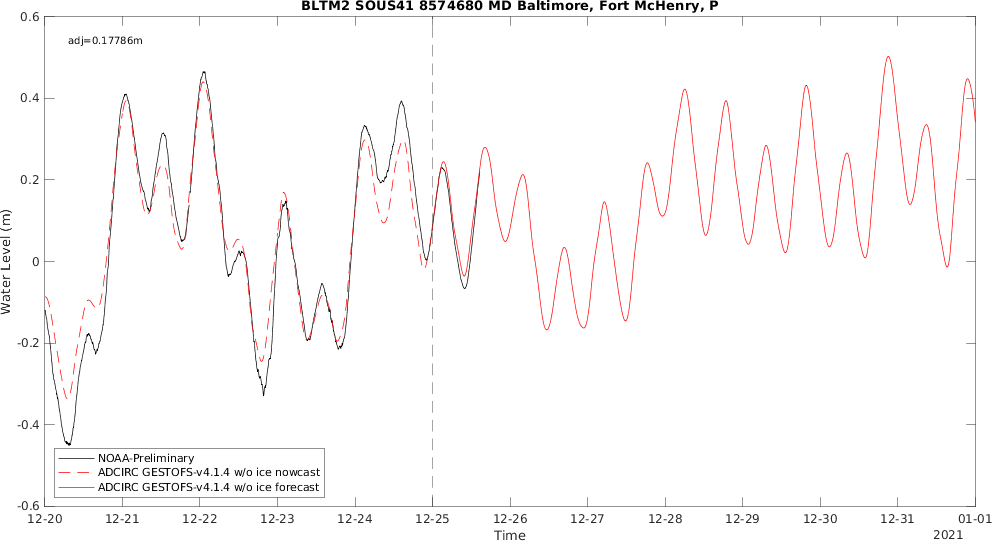 BLTM2 SOUS41 8574680 MD Baltimore, Fort McHenry, P
adj=0.17786m
0.6
0.4
0.2
0
-0.2
-0.4
-0.6
Water Level (m)
NOAA-Preliminary
ADCIRC GESTOFS-v4.1.4 w/o ice nowcast
ADCIRC GESTOFS-v4.1.4 w/o ice forecast
12-20 12-21 12-22 12-23 12-24 12-25 12-26 12-27 12-28 12-29 12-30 12-31 01-01
Time
2021